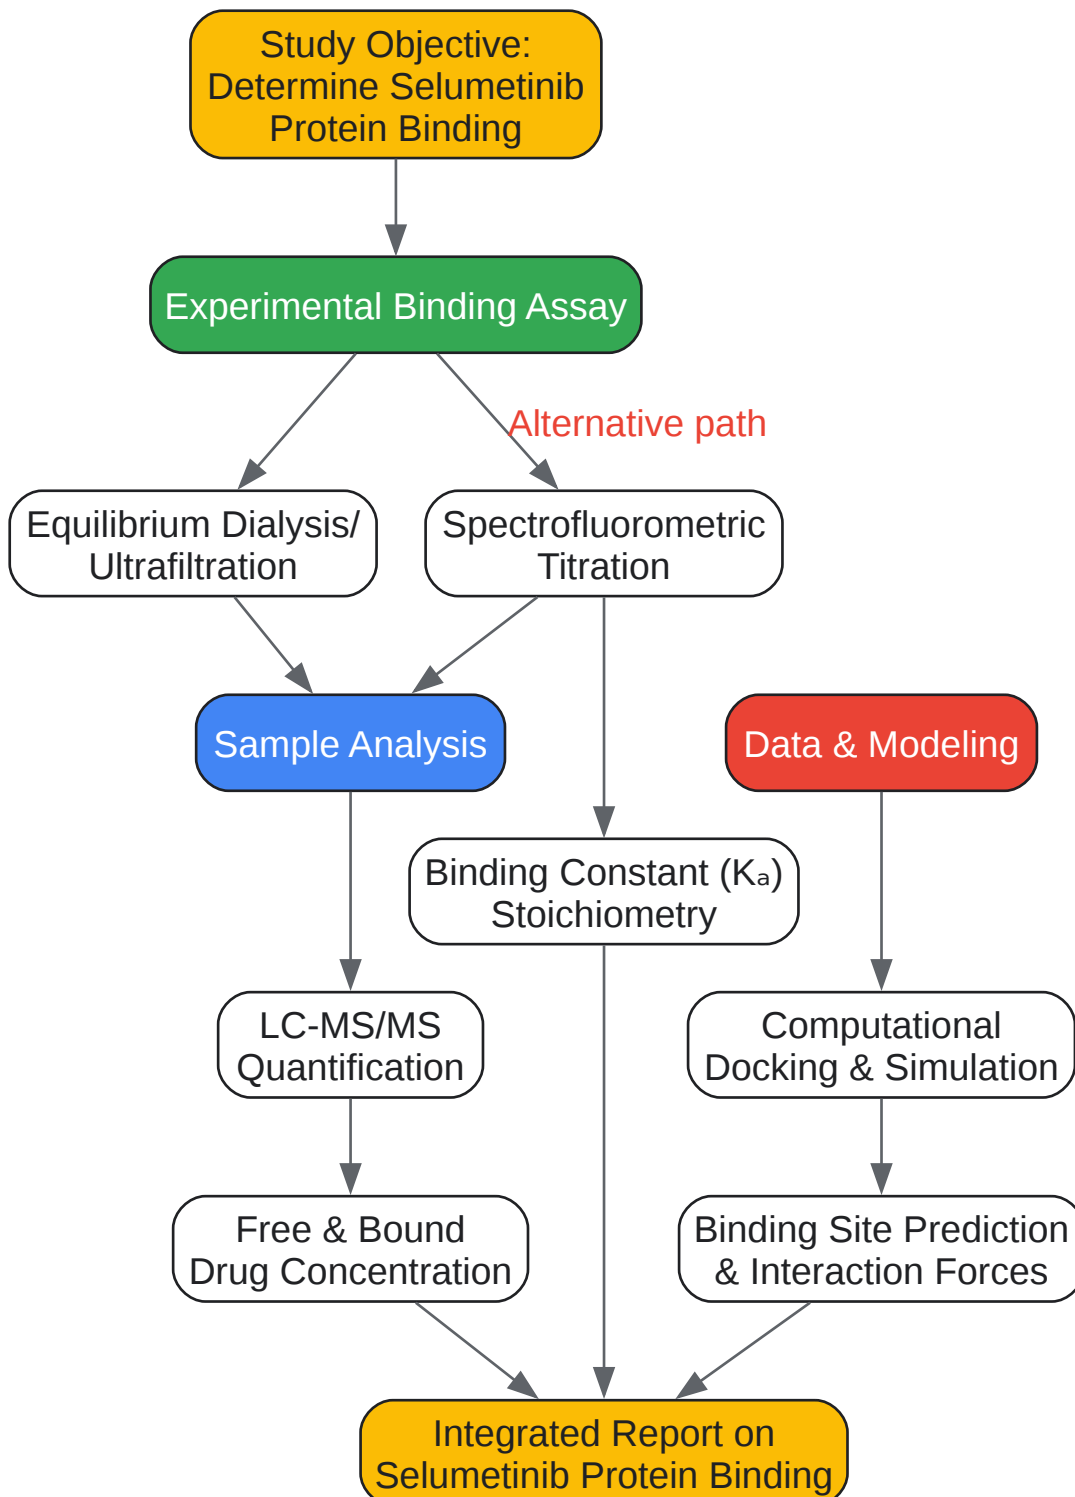 Study Objective:
Determine Selumetinib
Protein Binding
Experimental Binding Assay
Alternative path
Equilibrium Dialysis/
Ultrafiltration
Spectrofluorometric
Titration
Sample Analysis
Data & Modeling
Binding Constant (Kₐ)
Stoichiometry
LC-MS/MS
Quantification
Computational
Docking & Simulation
Free & Bound
Drug Concentration
Binding Site Prediction
& Interaction Forces
Integrated Report on
Selumetinib Protein Binding